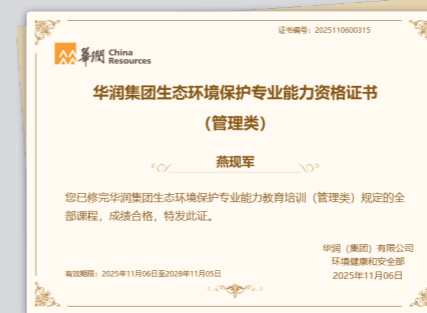 证书编号：2025110600315
華潤 China
Resources
华润集团生态环境保护专业能力资格证书
（管理类）
燕现军
您已修完华润集团生态环境保护专业能力教育培训（管理类）规定的全
部课程，成绩合格，特发此证。
华润（集团）有限公司
环境健康和安全部
有效期限：2025年11月06日至2028年11月05日
2025年11月06日